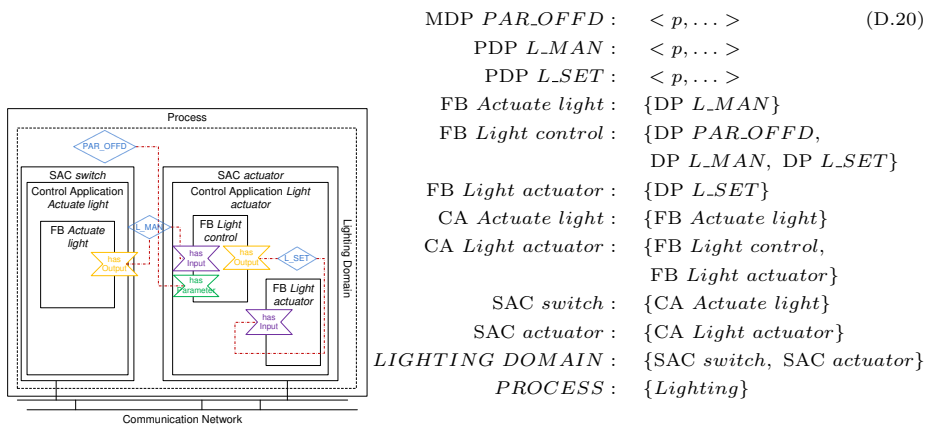 Process
PAR_OFFD
SAC switch
Control Application
Actuate light
FB Actuate
light
has
Output
L_MAN
SAC actuator
Control Application Light
actuator
FB Light
control
has
Input
has
Output
has
Parameter
L_SET
FB Light
actuator
has
Input
Lighting Domain
Communication Network
MDP PAR_OFFD : < p, . . . > (D.20)
PDP L_MAN : < p, . . . >
PDP L_SET : < p, . . . >
FB Actuate light : {DP L_MAN}
FB Light control : {DP PAR_OFFD,
DP L_MAN, DP L_SET}
FB Light actuator : {DP L_SET}
CA Actuate light : {FB Actuate light}
CA Light actuator : {FB Light control,
FB Light actuator}
SAC switch : {CA Actuate light}
SAC actuator : {CA Light actuator}
LIGHTING DOMAIN : {SAC switch, SAC actuator}
PROCESS : {Lighting}